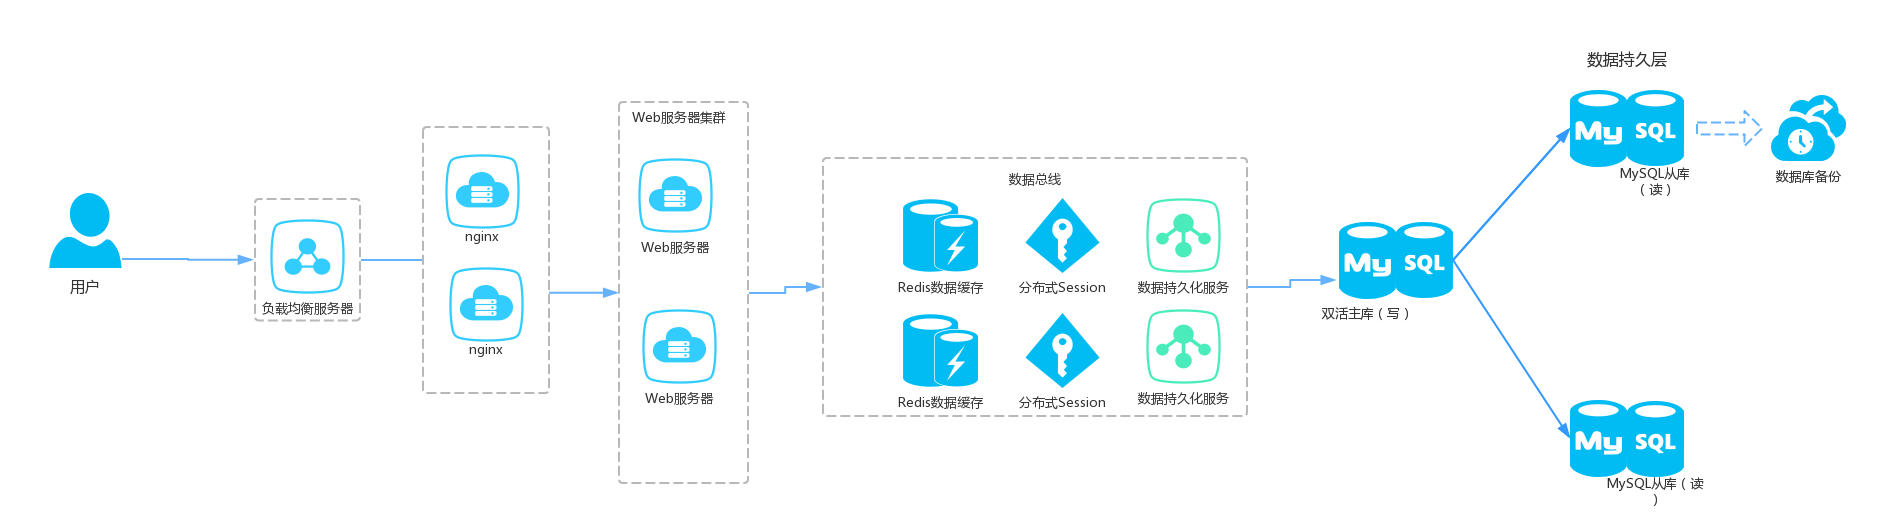 用户
负载均衡服务器
nginx
nginx
Web服务器集群
Web服务器
Web服务器
数据总线
Redis数据缓存
分布式Session
数据持久化服务
Redis数据缓存
分布式Session
数据持久化服务
My SQL
双活主库（写）
数据持久层
My SQL
MySQL从库
（读）
数据库备份
My SQL
MySQL从库（读
）